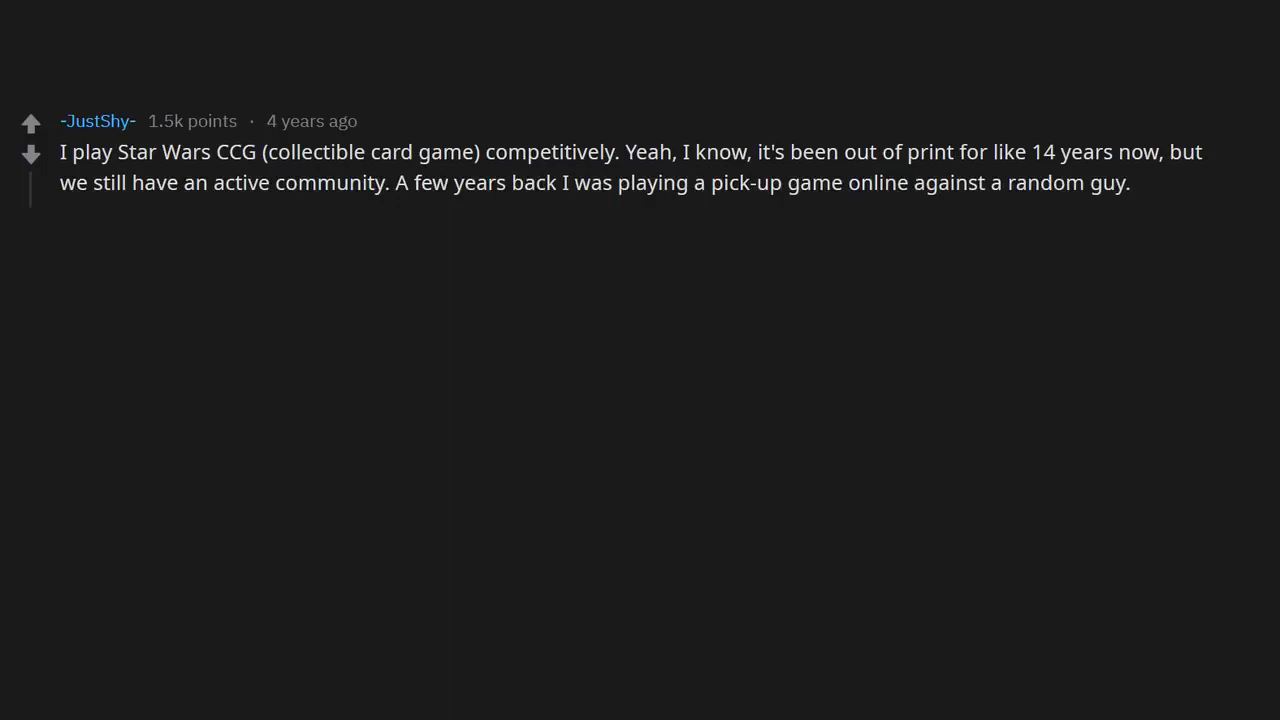 -JustShy- 1.5k points · 4 years ago
I play Star Wars CCG (collectible card game) competitively. Yeah, I know, it's been out of print for like 14 years now, but
we still have an active community. A few years back I was playing a pick-up game online against a random guy.